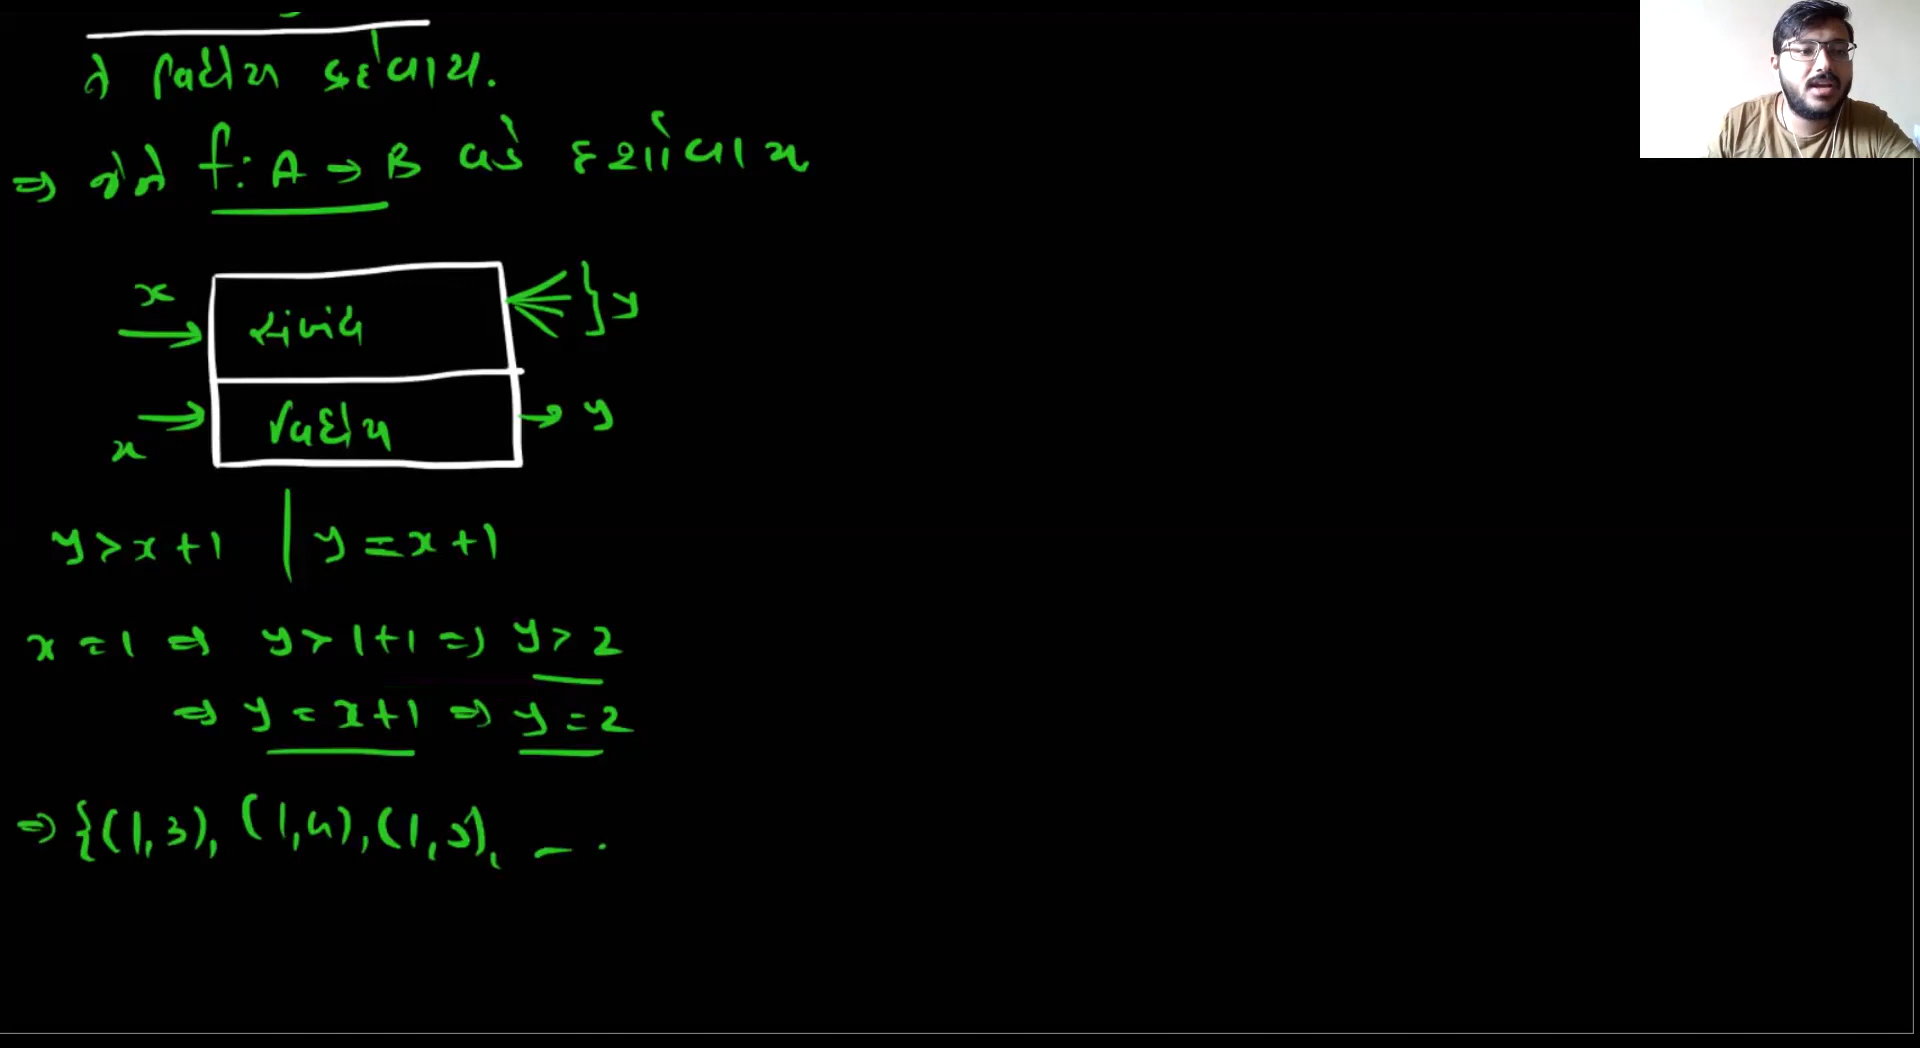 તે વિધેય કહેવાય.
⇒ જેને f: A → B વડે દર્શાવાય
x → સંબંધ } y
x → વિધેય → y
y > x + 1 | y = x + 1
x = 1 ⇒ y > 1 + 1 ⇒ y > 2
⇒ y = x + 1 ⇒ y = 2
⇒ {(1, 3), (1, 4), (1, 5), - .